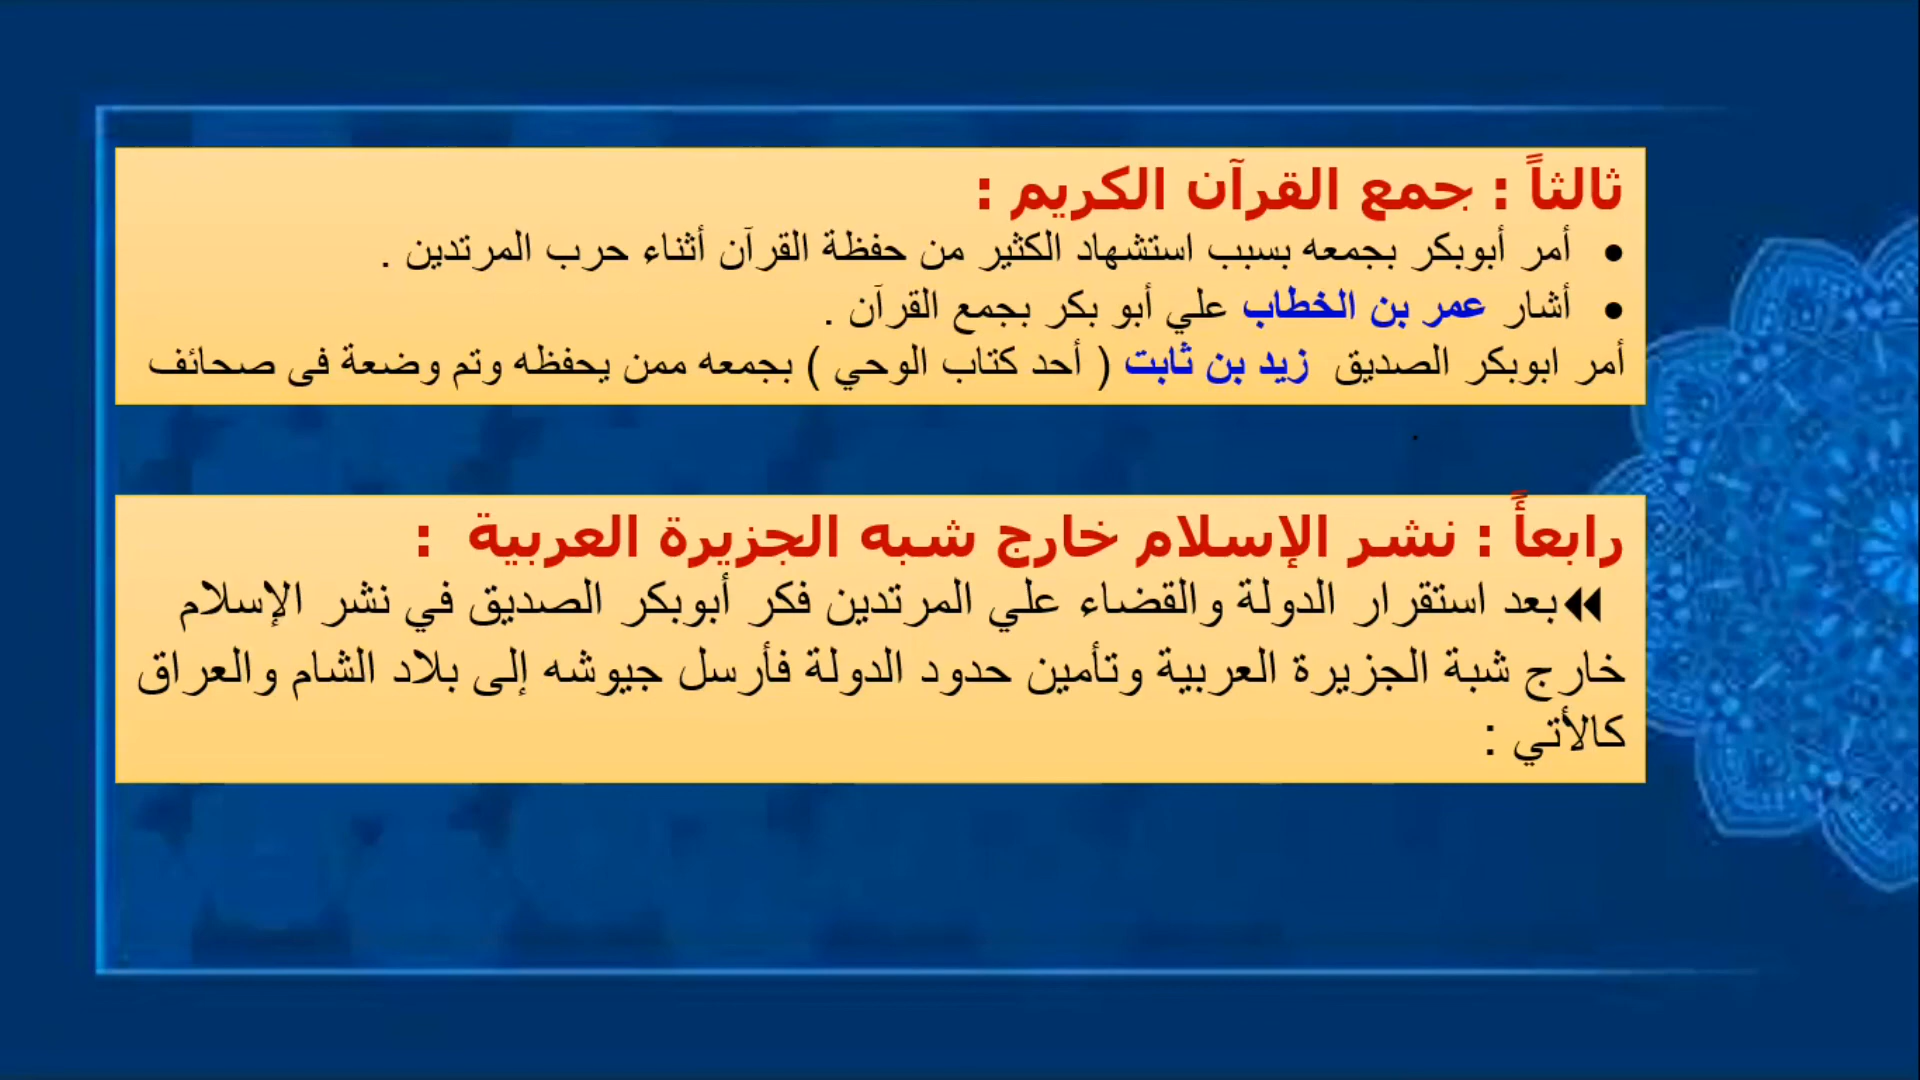 ثالثاً : جمع القرآن الكريم :
• أمر أبوبكر بجمعه بسبب استشهاد الكثير من حفظة القرآن أثناء حرب المرتدين .
• أشار عمر بن الخطاب علي أبو بكر بجمع القرآن .
أمر ابوبكر الصديق زيد بن ثابت ( أحد كتاب الوحي ) بجمعه ممن يحفظه وتم وضعة فى صحائف
.
رابعاً : نشر الإسلام خارج شبه الجزيرة العربية :
بعد استقرار الدولة والقضاء علي المرتدين فكر أبوبكر الصديق في نشر الإسلام
خارج شبة الجزيرة العربية وتأمين حدود الدولة فأرسل جيوشه إلى بلاد الشام والعراق
كالأتي :